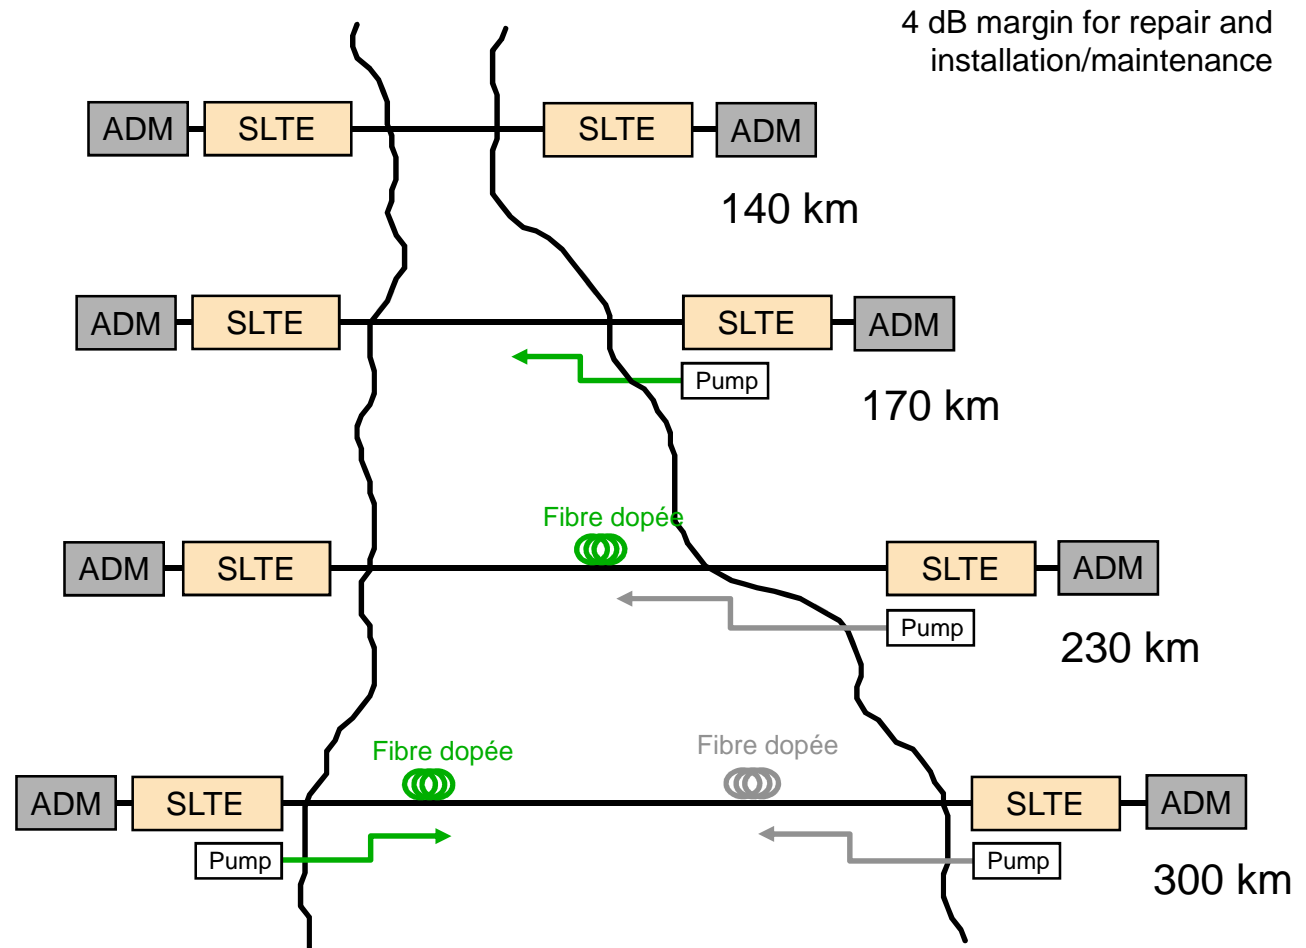 4 dB margin for repair and
installation/maintenance
ADM SLTE SLTE ADM
140 km
ADM SLTE SLTE ADM
Pump
170 km
Fibre dopée
ADM SLTE SLTE ADM
Pump
230 km
Fibre dopée Fibre dopée
ADM SLTE SLTE ADM
Pump Pump
300 km